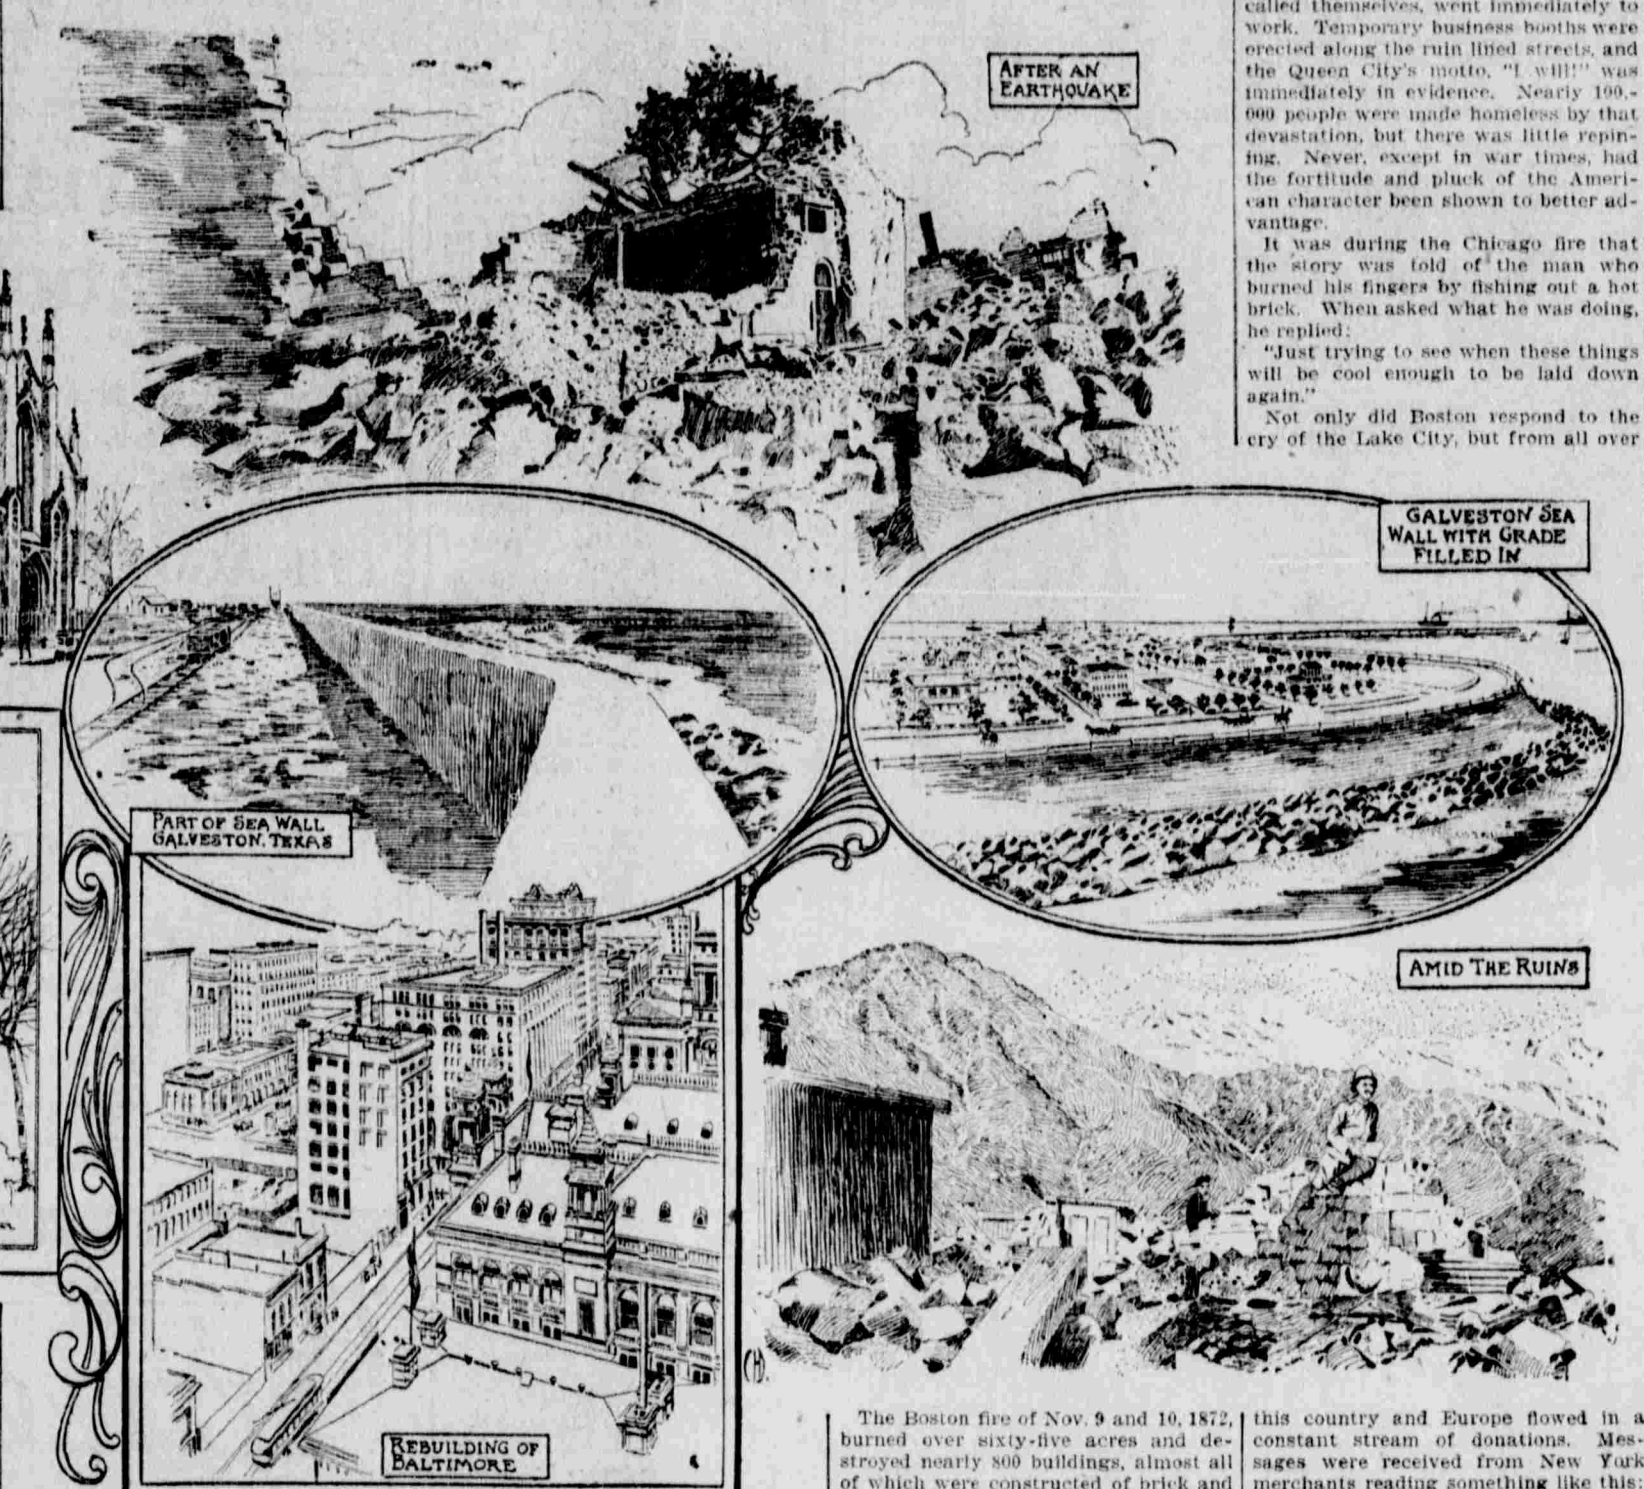 called themselves, went immediately to
work. Temporary business booths were
erected along the ruin lined streets, and
the Queen City's motto, "I will!" was
immediately in evidence. Nearly 100,-
000 people were made homeless by that
devastation, but there was little repin-
ing. Never, except in war times, had
the fortitude and pluck of the Ameri-
can character been shown to better ad-
vantage.
It was during the Chicago fire that
the story was told of the man who
burned his fingers by fishing out a hot
brick. When asked what he was doing,
he replied:
"Just trying to see when these things
will be cool enough to be laid down
again."
Not only did Boston respond to the
cry of the Lake City, but from all over
AFTER AN
EARTHQUAKE
GALVESTON SEA
WALL WITH GRADE
FILLED IN
PART OF SEA WALL
GALVESTON, TEXAS
AMID THE RUINS
REBUILDING OF
BALTIMORE
(H).
The Boston fire of Nov. 9 and 10, 1872,
burned over sixty-five acres and de-
stroyed nearly 800 buildings, almost all
of which were constructed of brick and
this country and Europe flowed in a
constant stream of donations. Mes-
sages were received from New York
merchants reading something like this: